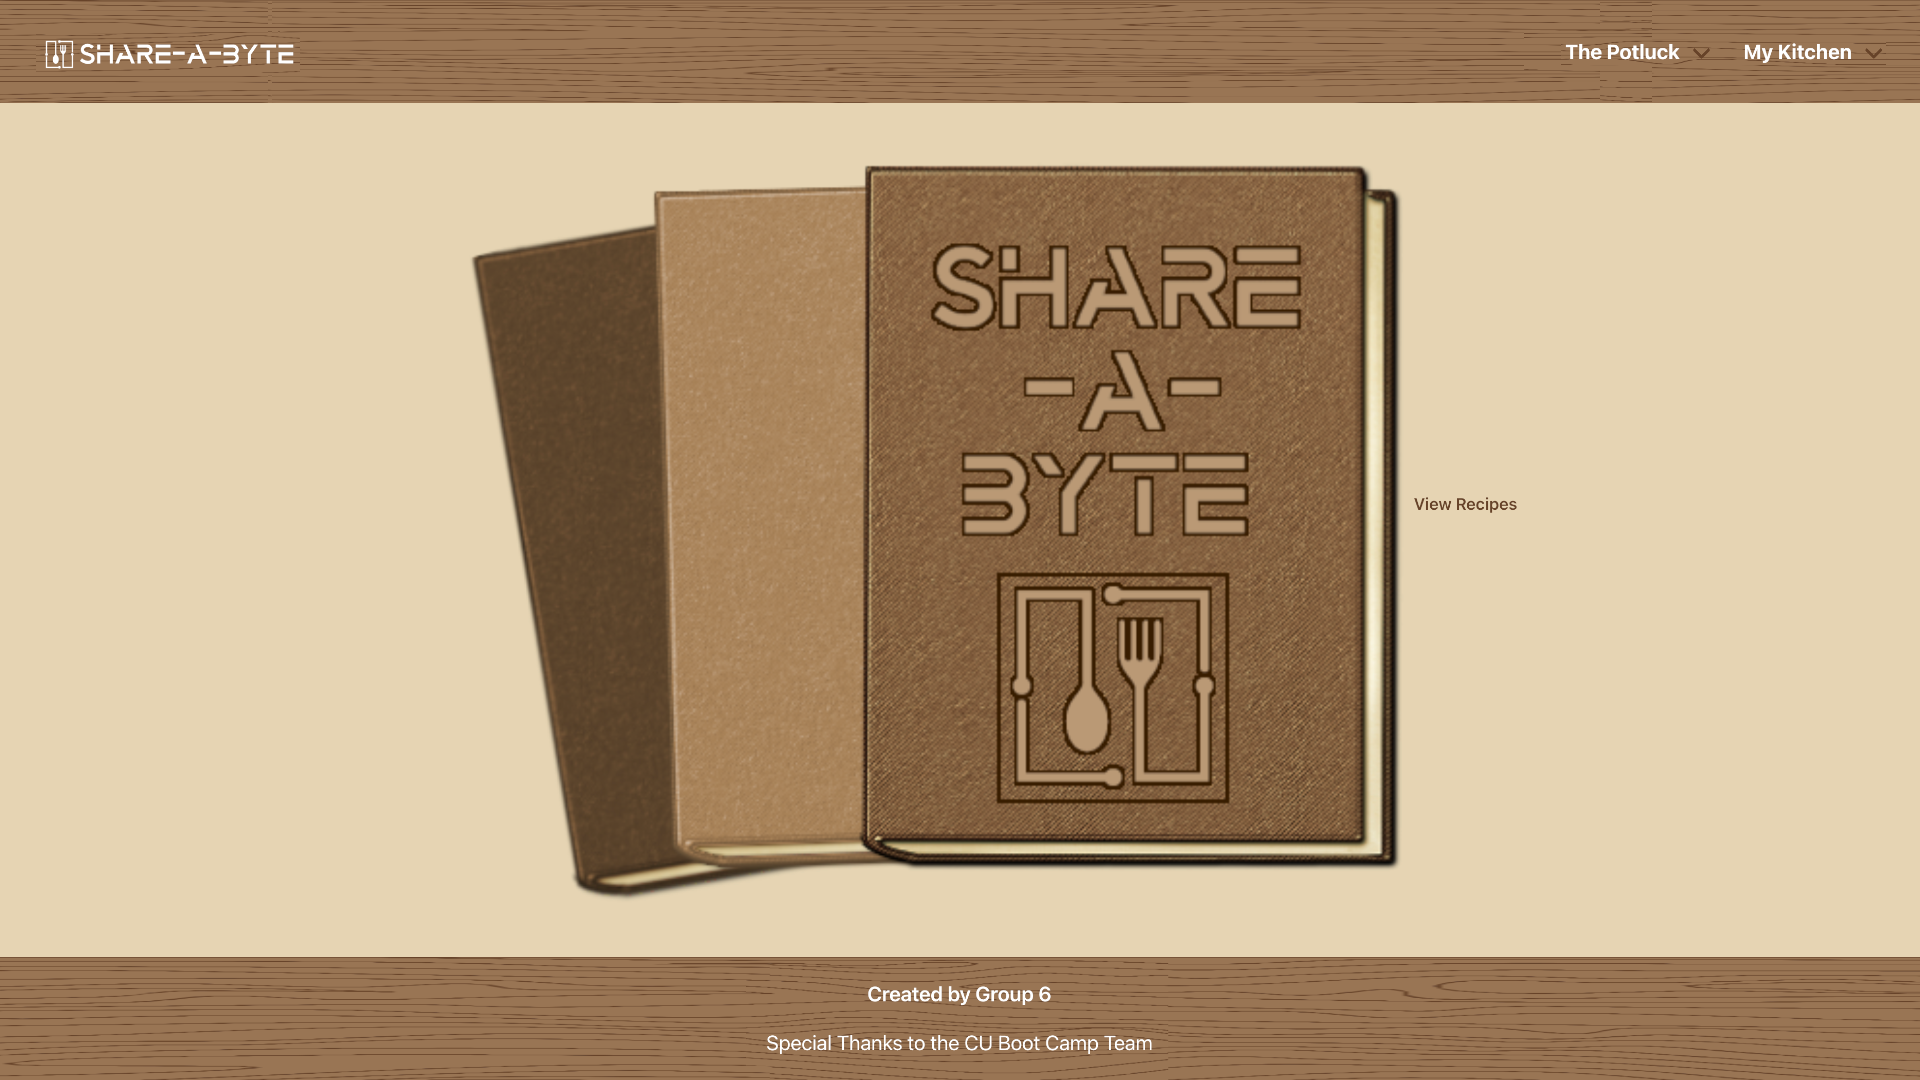 SHARE-A-BYTE
The Potluck
My Kitchen
SHARE
-A-
BYTE
View Recipes
Created by Group 6
Special Thanks to the CU Boot Camp Team